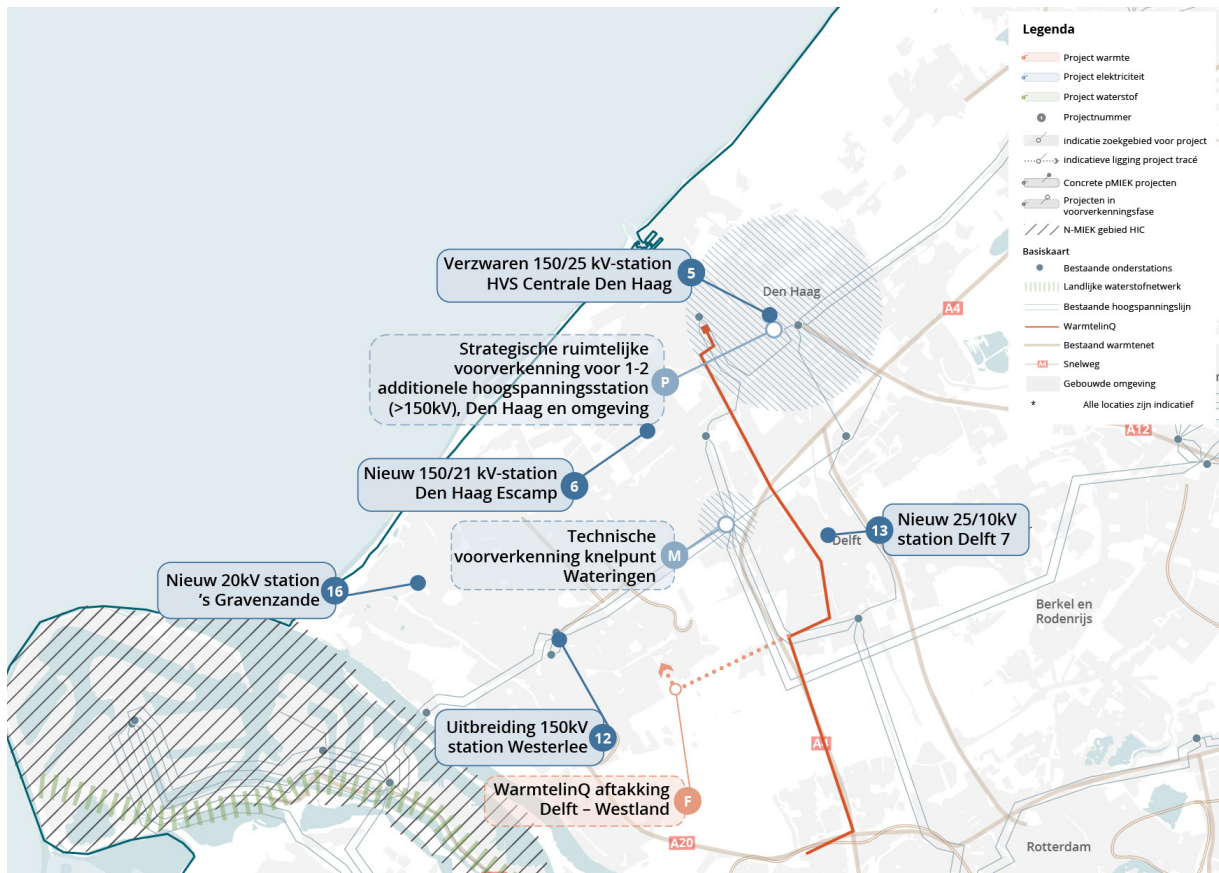 Legenda
Project warmte
Project elektriciteit
Project waterstof
1
Projectnummer
indicatie zoekgebied voor project
indicatieve ligging project tracé
Concrete pMIEK projecten
Projecten in
voorverkenningsfase
N-MIEK gebied HIC
Basiskaart
Bestaande onderstations
Landlijke waterstofnetwerk
Bestaande hoogspanningslijn
WarmtelinQ
Bestaand warmtenet
A4
Snelweg
Gebouwde omgeving
*
Alle locaties zijn indicatief
Verzwaren 150/25 kV-station
HVS Centrale Den Haag
5
Den Haag
A4
Strategische ruimtelijke
voorverkenning voor 1-2
additionele hoogspanningsstation
(>150kV), Den Haag en omgeving
P
A12
Nieuw 150/21 kV-station
Den Haag Escamp
6
Technische
voorverkenning knelpunt
Wateringen
M
Delft
13
Nieuw 25/10kV
station Delft 7
Nieuw 20kV station
's Gravenzande
16
Berkel en
Rodenrijs
Uitbreiding 150kV
station Westerlee
12
A4
WarmtelinQ aftakking
Delft – Westland
F
A20
Rotterdam